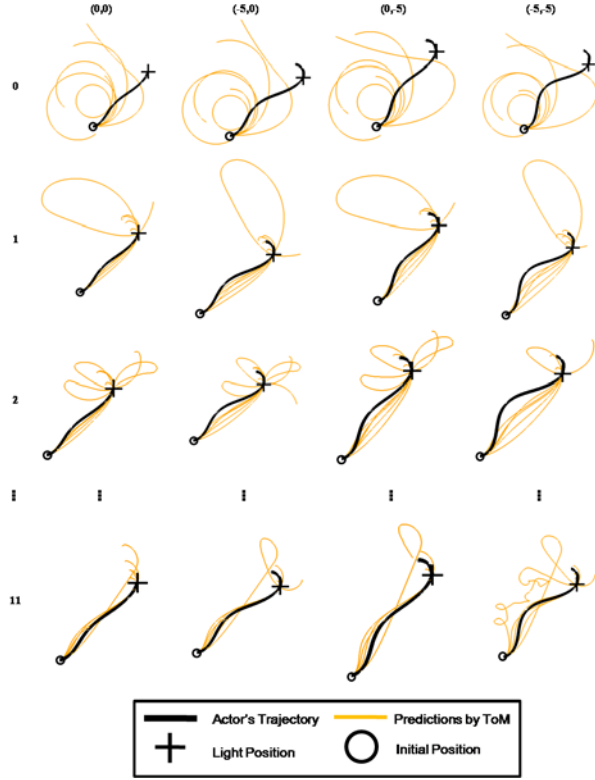 (0,0) (-5,0) (0,-5) (-5,-5)
0
1
2
11
Actor's Trajectory Predictions by ToM
Light Position Initial Position